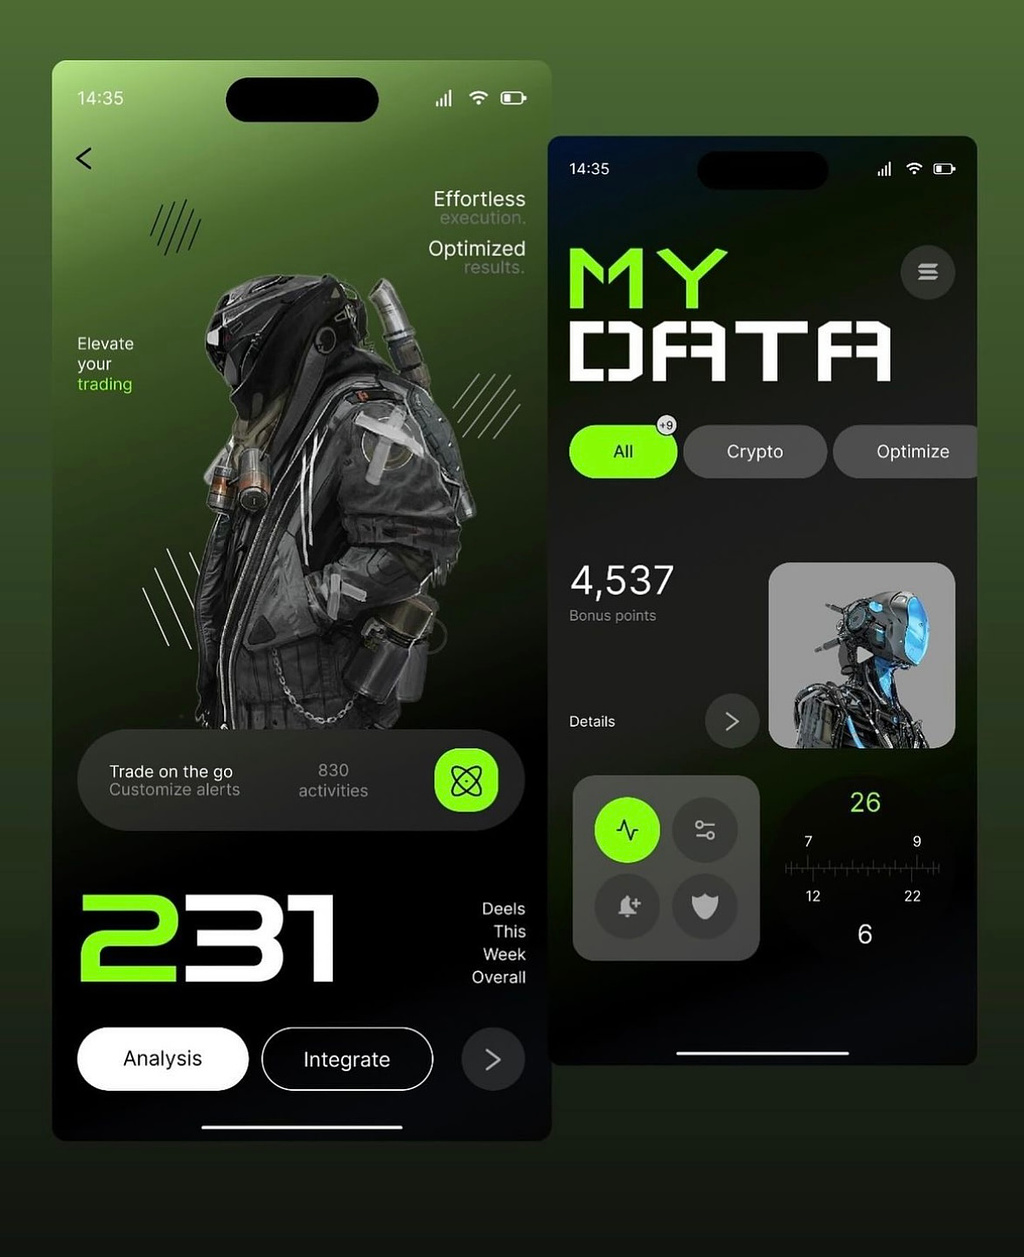 14:35
Effortless
execution.
Optimized
results.
Elevate
your
trading
Trade on the go
Customize alerts
830
activities
231
Deels
This
Week
Overall
Analysis
Integrate
14:35
MY
DATA
All
+9
Crypto
Optimize
4,537
Bonus points
Details
26
7
9
12
22
6